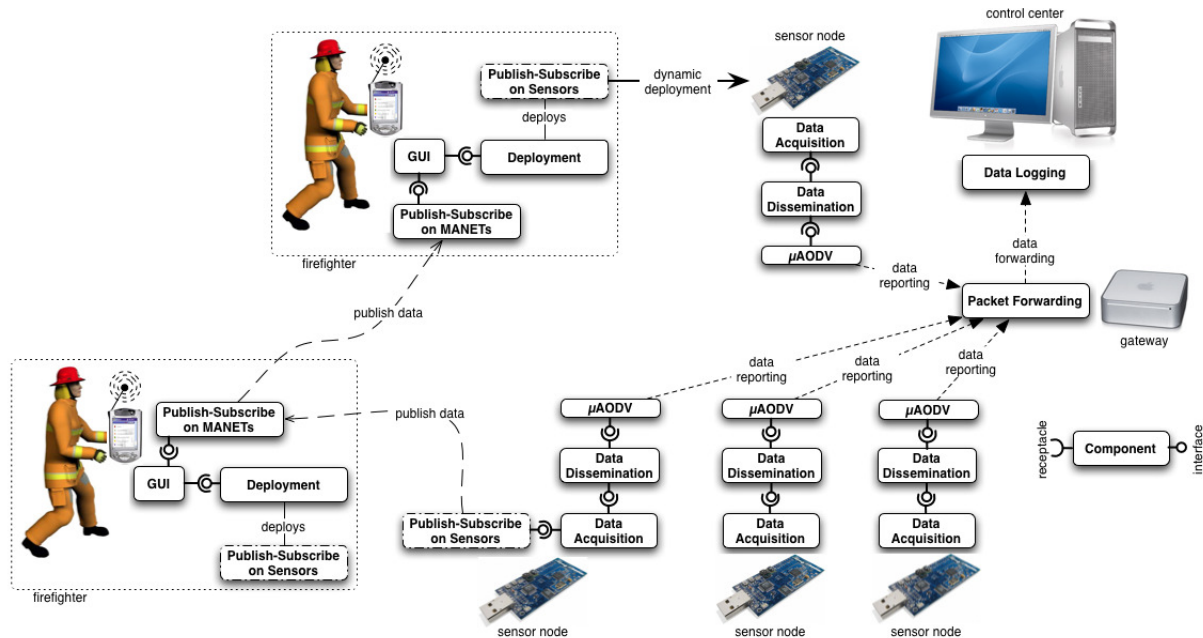 control center
sensor node
Publish-Subscribe
on Sensors
dynamic
deployment
deploys
GUI
Deployment
Publish-Subscribe
on MANETs
firefighter
Data
Acquisition
Data
Dissemination
µAODV
Data Logging
data
forwarding
data
reporting
Packet Forwarding
gateway
publish data
Publish-Subscribe
on MANETs
GUI
Deployment
deploys
Publish-Subscribe
on Sensors
firefighter
publish data
data
reporting
data
reporting
data
reporting
µAODV
Data
Dissemination
Publish-Subscribe
on Sensors
Data
Acquisition
sensor node
µAODV
Data
Dissemination
Data
Acquisition
sensor node
µAODV
Data
Dissemination
Data
Acquisition
sensor node
receptacle
Component
interface